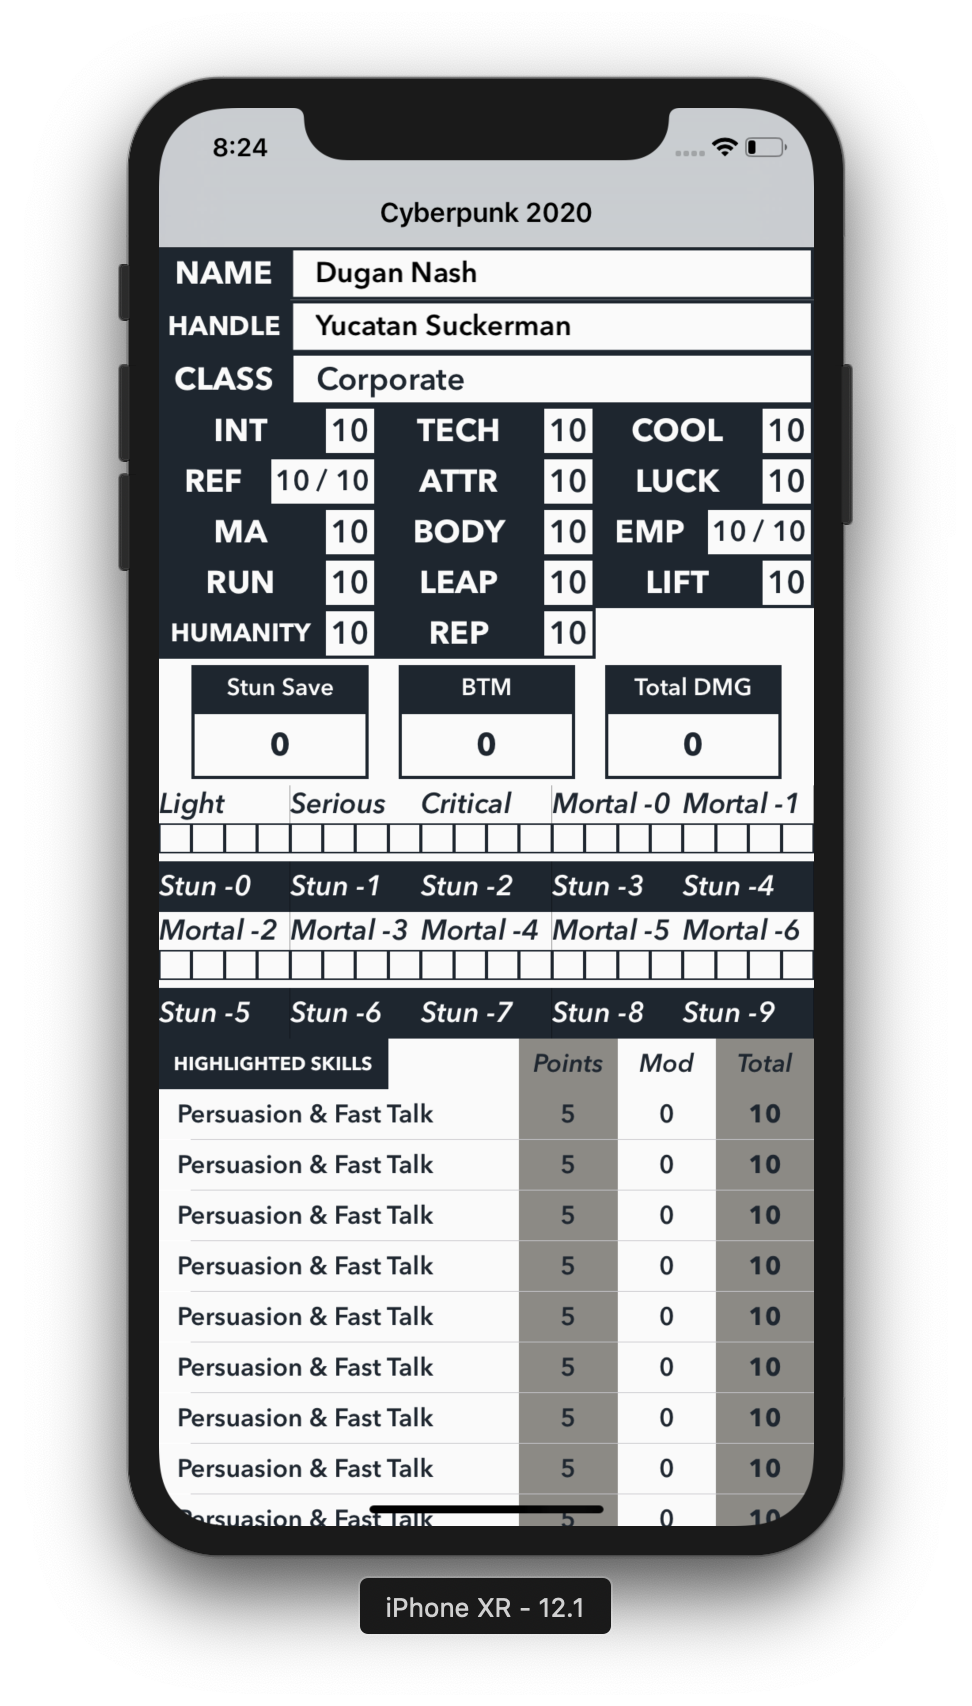 8:24
Cyberpunk 2020
NAME Dugan Nash
HANDLE Yucatan Suckerman
CLASS Corporate
INT 10 TECH 10 COOL 10
REF 10 / 10 ATTR 10 LUCK 10
MA 10 BODY 10 EMP 10 / 10
RUN 10 LEAP 10 LIFT 10
HUMANITY 10 REP 10
Stun Save BTM Total DMG
0 0 0
Light Serious Critical Mortal -0 Mortal -1
Stun -0 Stun -1 Stun -2 Stun -3 Stun -4
Mortal -2 Mortal -3 Mortal -4 Mortal -5 Mortal -6
Stun -5 Stun -6 Stun -7 Stun -8 Stun -9
HIGHLIGHTED SKILLS Points Mod Total
Persuasion & Fast Talk 5 0 10
Persuasion & Fast Talk 5 0 10
Persuasion & Fast Talk 5 0 10
Persuasion & Fast Talk 5 0 10
Persuasion & Fast Talk 5 0 10
Persuasion & Fast Talk 5 0 10
Persuasion & Fast Talk 5 0 10
Persuasion & Fast Talk 5 0 10
Persuasion & Fast Talk 5 0 10
iPhone XR - 12.1